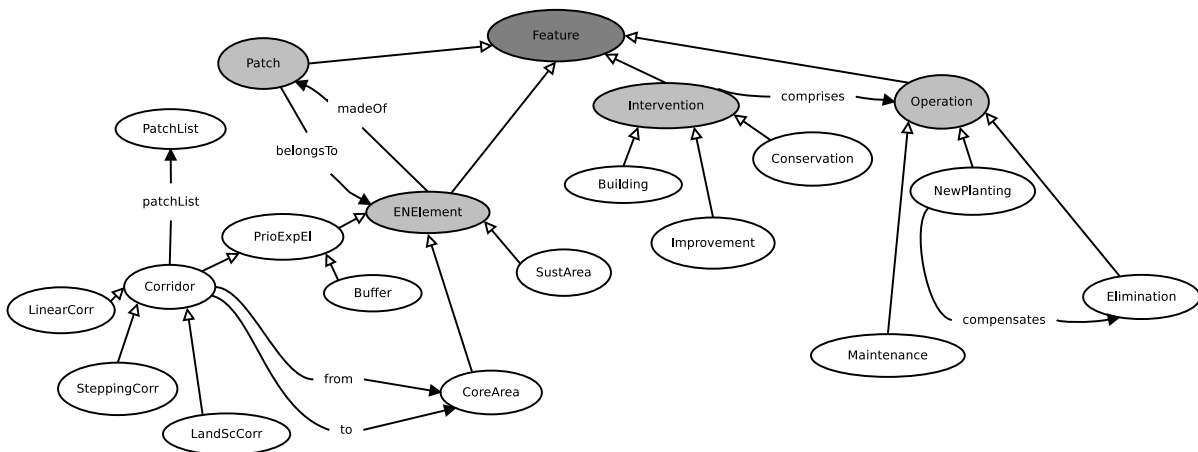 Feature
Patch
Intervention
comprises
Operation
madeOf
PatchList
belongsTo
Conservation
Building
NewPlanting
patchList
ENElement
PrioExpEl
Improvement
SustArea
Corridor
Buffer
LinearCorr
Elimination
compensates
Maintenance
SteppingCorr
from
CoreArea
to
LandScCorr